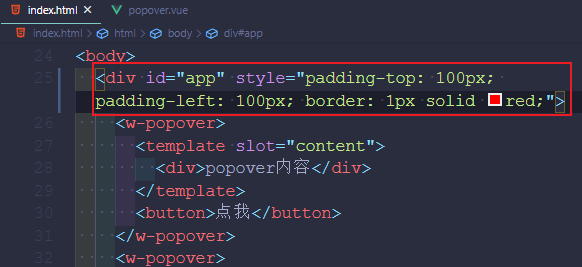 index.html × popover.vue
index.html > html > body > div#app
24 <body>
25 <div id="app" style="padding-top: 100px;
padding-left: 100px; border: 1px solid red;">
26 <w-popover>
27 <template slot="content">
28 <div>popover内容</div>
29 </template>
30 <button>点我</button>
31 </w-popover>
32 <w-popover>